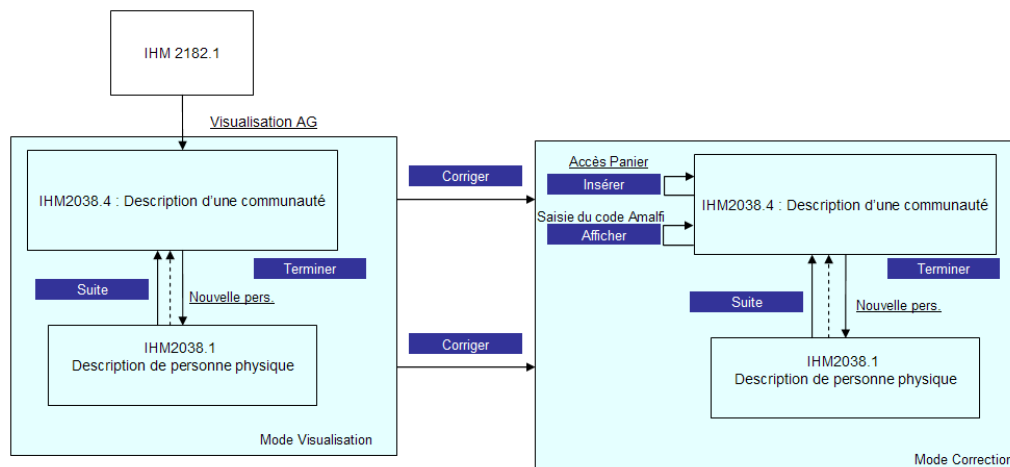 IHM 2182.1
Visualisation AG
IHM2038.4 : Description d'une communauté
Suite
Terminer
Nouvelle pers.
IHM2038.1
Description de personne physique
Mode Visualisation
Corriger
Corriger
Accès Panier
Insérer
Saisie du code Amalfi
Afficher
IHM2038.4 : Description d'une communauté
Terminer
Suite
Nouvelle pers.
IHM2038.1
Description de personne physique
Mode Correction